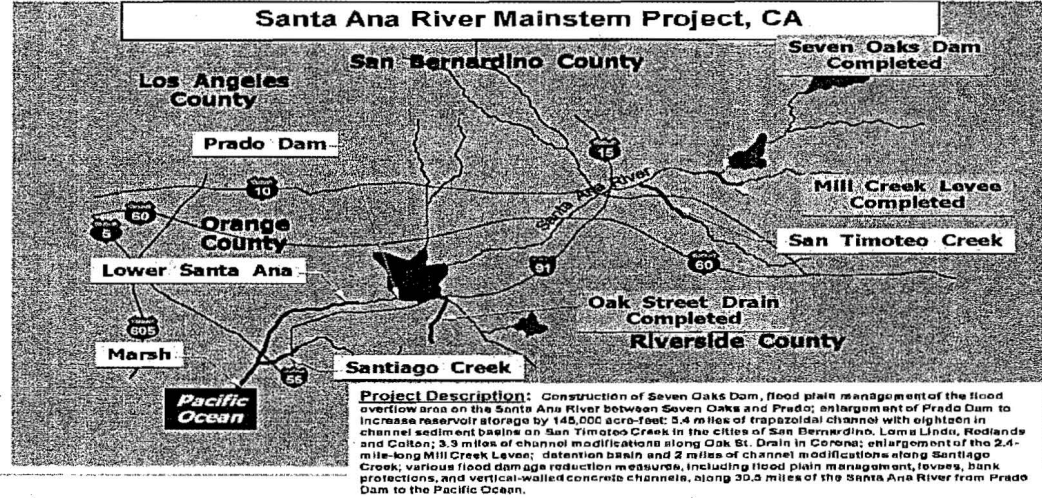 Santa Ana River Mainstem Project, CA
Seven Oaks Dam
Completed
San Bernardino County
Los Angeles
County
Prado Dam
15
Santa Ana River
10
Mill Creek Levee
Completed
60
5
Orange
County
San Timoteo Creek
Lower Santa Ana
91
60
Oak Street Drain
Completed
605
Riverside County
Marsh
Santiago Creek
55
Pacific
Ocean
Project Description: Construction of Seven Oaks Dam, flood plain management of the flood
overflow area on the Santa Ana River between Seven Oaks and Prado; enlargement of Prado Dam to
increase reservoir storage by 145,000 acre-feet; 5.4 miles of trapazoidal channel with eighteen in
channel sediment basins in San Timoteo Creek in the cities of San Bernardino, Loma Linda, Redlands
and Colton; 3.3 miles of channel modifications along Oak St. Drain in Corona; enlargement of the 2.4-
mile-long Mill Creek Levee; detention basin and 2 miles of channel modifications along Santiago
Creek; various flood damage reduction measures, including flood plain management, levees, bank
protections, and vertical-walled concrete channels, along 30.5 miles of the Santa Ana River from Prado
Dam to the Pacific Ocean.